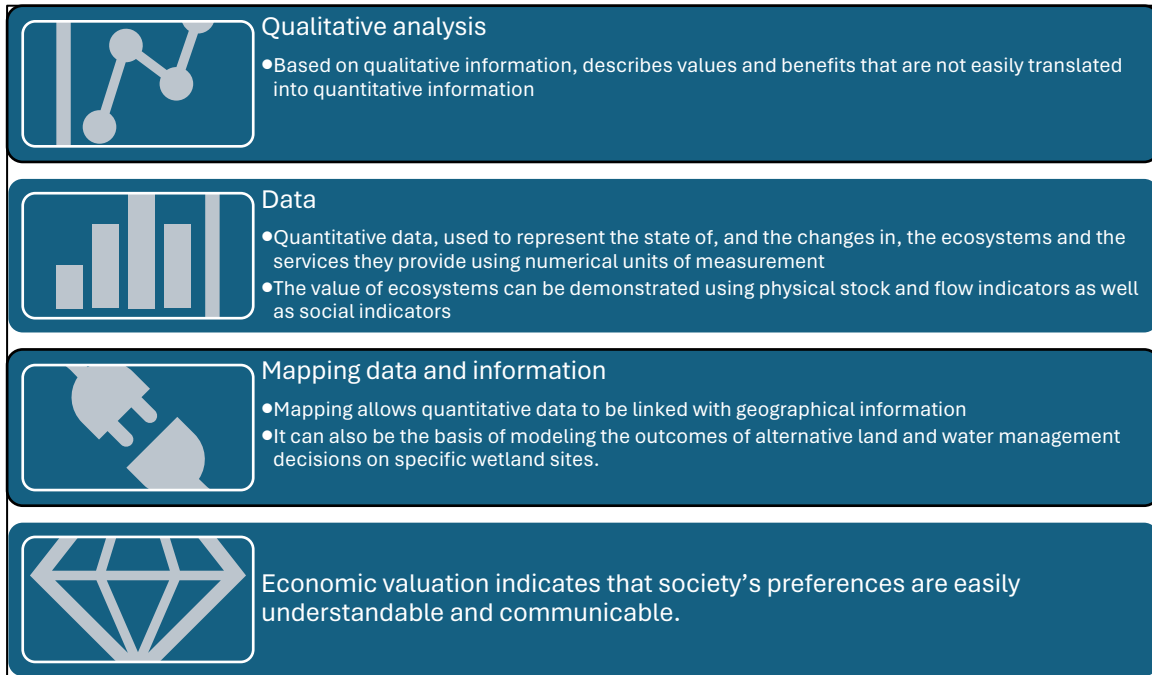 Qualitative analysis
●Based on qualitative information, describes values and benefits that are not easily translated
into quantitative information
Data
●Quantitative data, used to represent the state of, and the changes in, the ecosystems and the
services they provide using numerical units of measurement
●The value of ecosystems can be demonstrated using physical stock and flow indicators as well
as social indicators
Mapping data and information
●Mapping allows quantitative data to be linked with geographical information
●It can also be the basis of modeling the outcomes of alternative land and water management
decisions on specific wetland sites.
Economic valuation indicates that society’s preferences are easily
understandable and communicable.